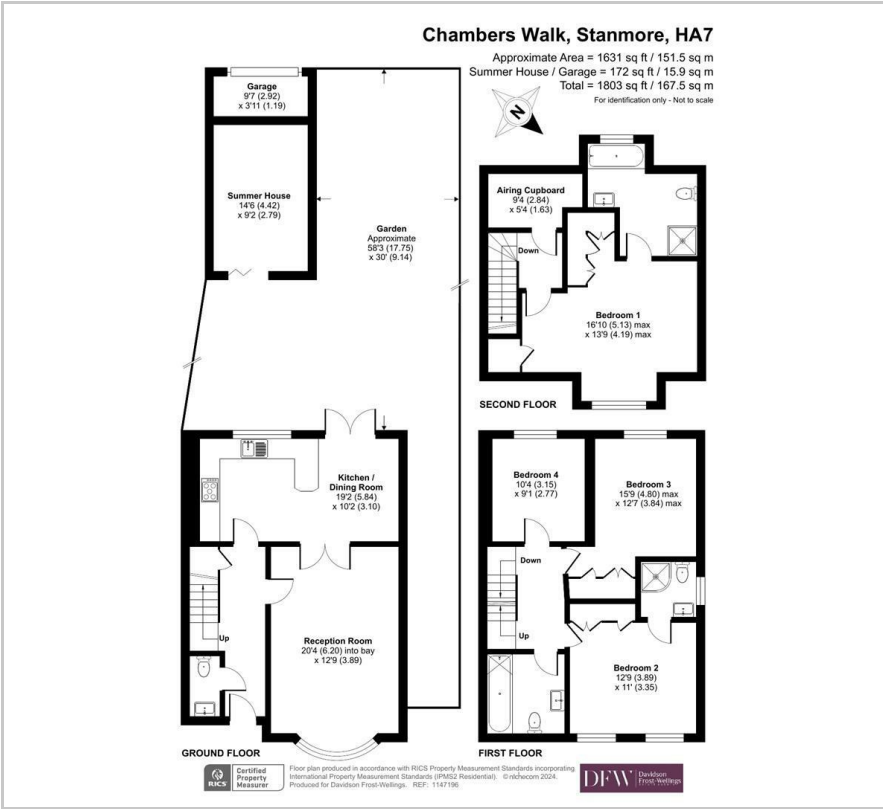 Chambers Walk, Stanmore, HA7
Approximate Area = 1631 sq ft / 151.5 sq m
Summer House / Garage = 172 sq ft / 15.9 sq m
Total = 1803 sq ft / 167.5 sq m
For identification only - Not to scale
N
Garage
9'7 (2.92)
x 3'11 (1.19)
Summer House
14'6 (4.42)
x 9'2 (2.79)
Garden
Approximate
58'3 (17.75)
x 30' (9.14)
Airing Cupboard
9'4 (2.84)
x 5'4 (1.63)
Down
Bedroom 1
16'10 (5.13) max
x 13'9 (4.19) max
SECOND FLOOR
Kitchen /
Dining Room
19'2 (5.84)
x 10'2 (3.10)
Up
Reception Room
20'4 (6.20) into bay
x 12'9 (3.89)
GROUND FLOOR
Bedroom 4
10'4 (3.15)
x 9'1 (2.77)
Bedroom 3
15'9 (4.80) max
x 12'7 (3.84) max
Down
Up
Bedroom 2
12'9 (3.89)
x 11' (3.35)
FIRST FLOOR
RICS
Certified
Property
Measurer
Floor plan produced in accordance with RICS Property Measurement Standards incorporating
International Property Measurement Standards (IPMS2 Residential). ©nichecom 2024.
Produced for Davidson Frost-Wellings. REF: 1147196
DFW
Davidson
Frost-Wellings